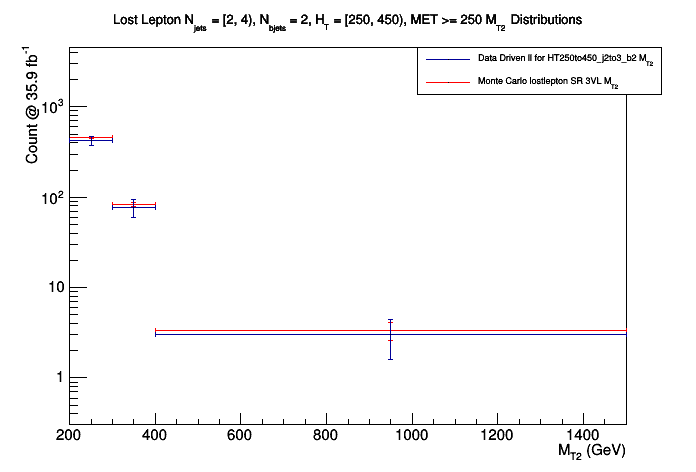 Lost Lepton N_jets = [2, 4), N_bjets = 2, H_T = [250, 450), MET >= 250 M_T2 Distributions
Data Driven II for HT250to450_j2to3_b2 M_T2
Monte Carlo lostlepton SR 3VL M_T2
Count @ 35.9 fb^-1
10^3
10^2
10
1
200 400 600 800 1000 1200 1400
M_T2 (GeV)